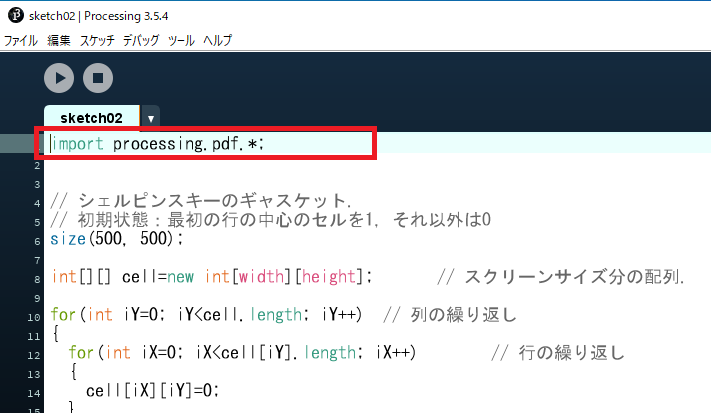 sketch02 | Processing 3.5.4
ファイル 編集 スケッチ デバッグ ツール ヘルプ
sketch02 ▼
import processing.pdf.*;
2
3
4 // シェルピンスキーのギャスケット.
5 // 初期状態：最初の行の中心のセルを1, それ以外は0
6 size(500, 500);
7
8 int[][] cell=new int[width][height]; // スクリーンサイズ分の配列.
9
10 for(int iY=0; iY<cell.length; iY++) // 列の繰り返し
11 {
12 for(int iX=0; iX<cell[iY].length; iX++) // 行の繰り返し
13 {
14 cell[iX][iY]=0;
}